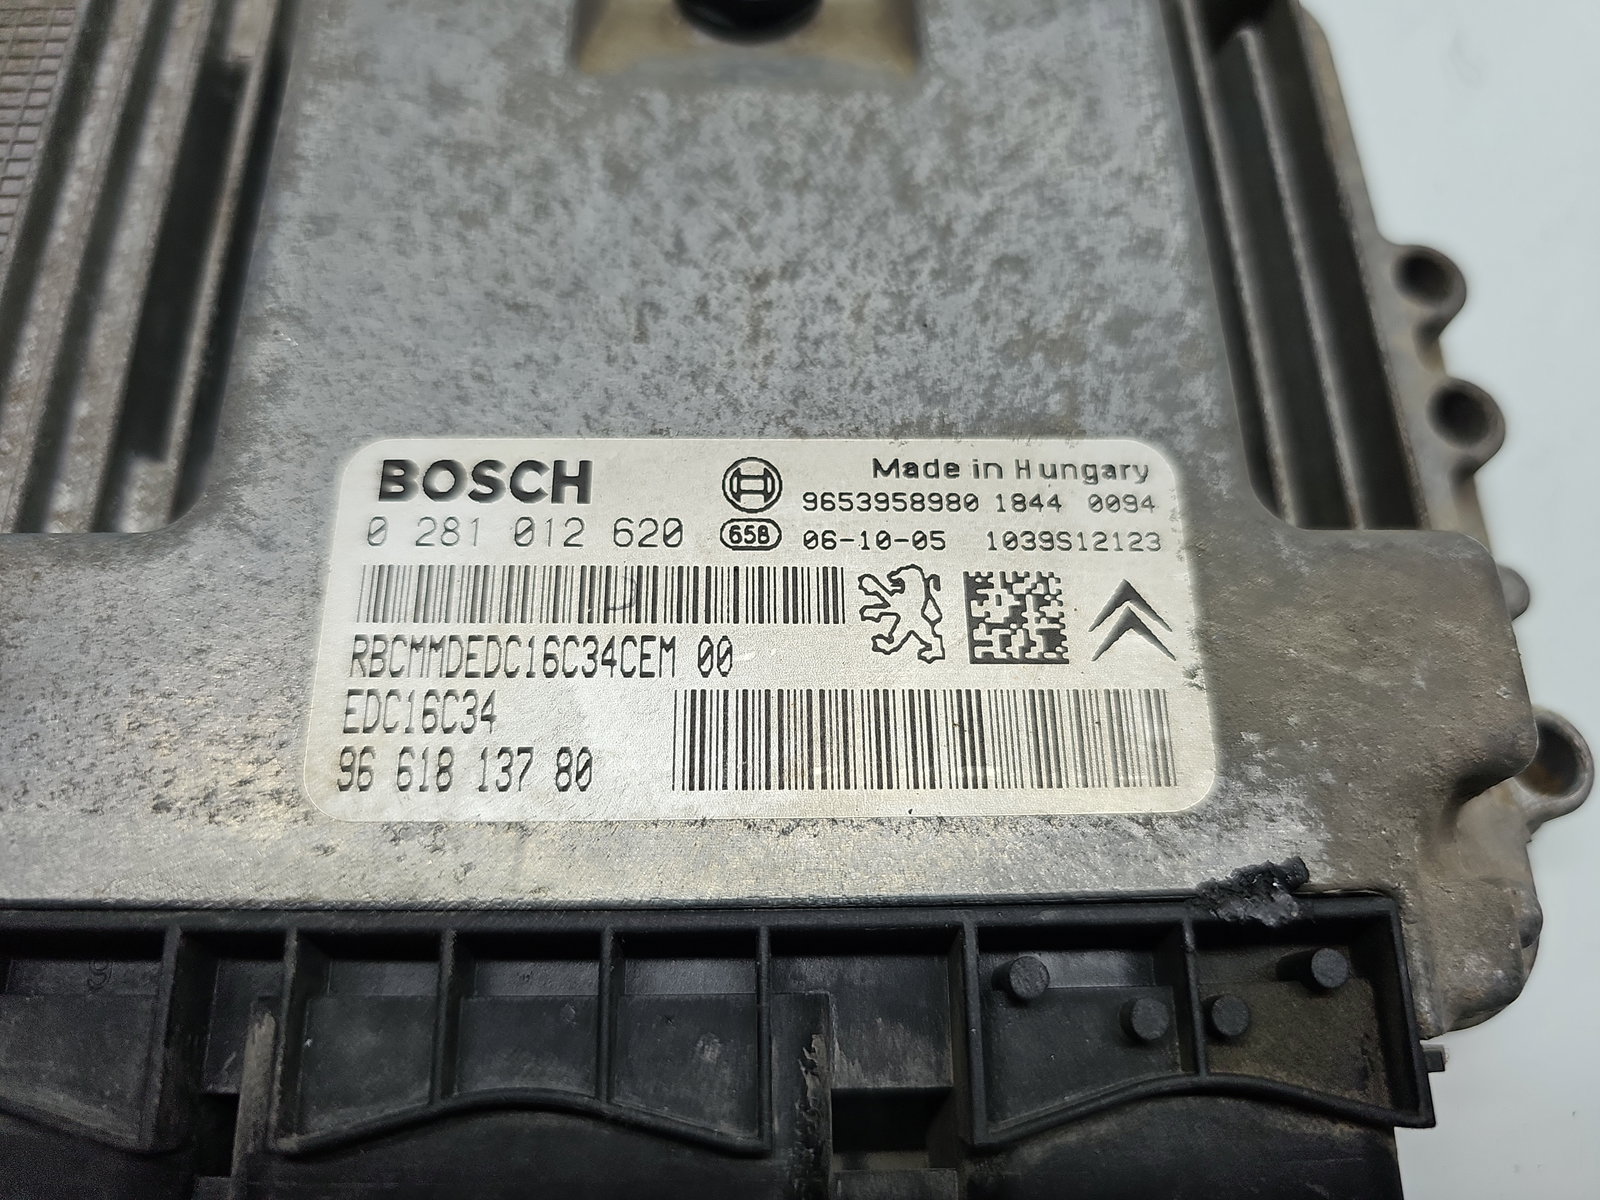 BOSCH
Made in Hungary
9653958980 1844 0094
0 281 012 620
658
06-10-05 1039S12123
RBCMMDEDC16C34CEM 00
EDC16C34
96 618 137 80